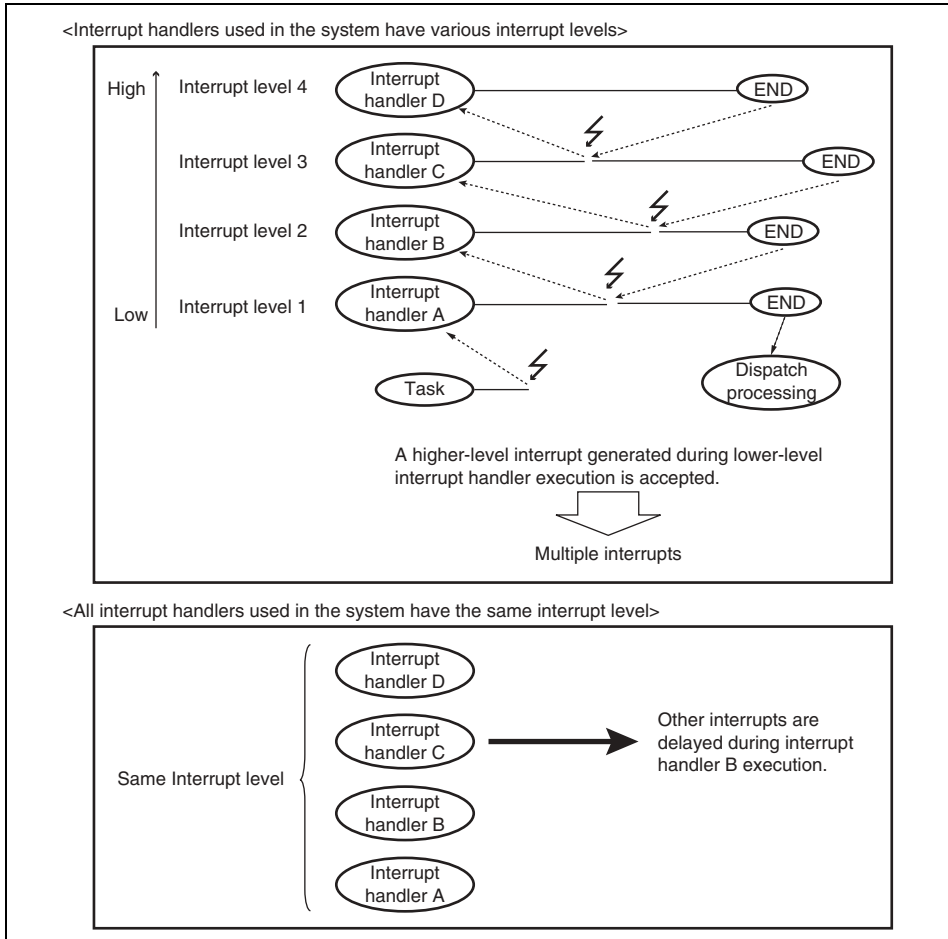 <Interrupt handlers used in the system have various interrupt levels>
High
Interrupt level 4
Interrupt
handler D
END
Interrupt level 3
Interrupt
handler C
END
Interrupt level 2
Interrupt
handler B
END
Low
Interrupt level 1
Interrupt
handler A
END
Task
Dispatch
processing
A higher-level interrupt generated during lower-level
interrupt handler execution is accepted.
Multiple interrupts
<All interrupt handlers used in the system have the same interrupt level>
Same Interrupt level
Interrupt
handler D
Interrupt
handler C
Interrupt
handler B
Interrupt
handler A
Other interrupts are
delayed during interrupt
handler B execution.